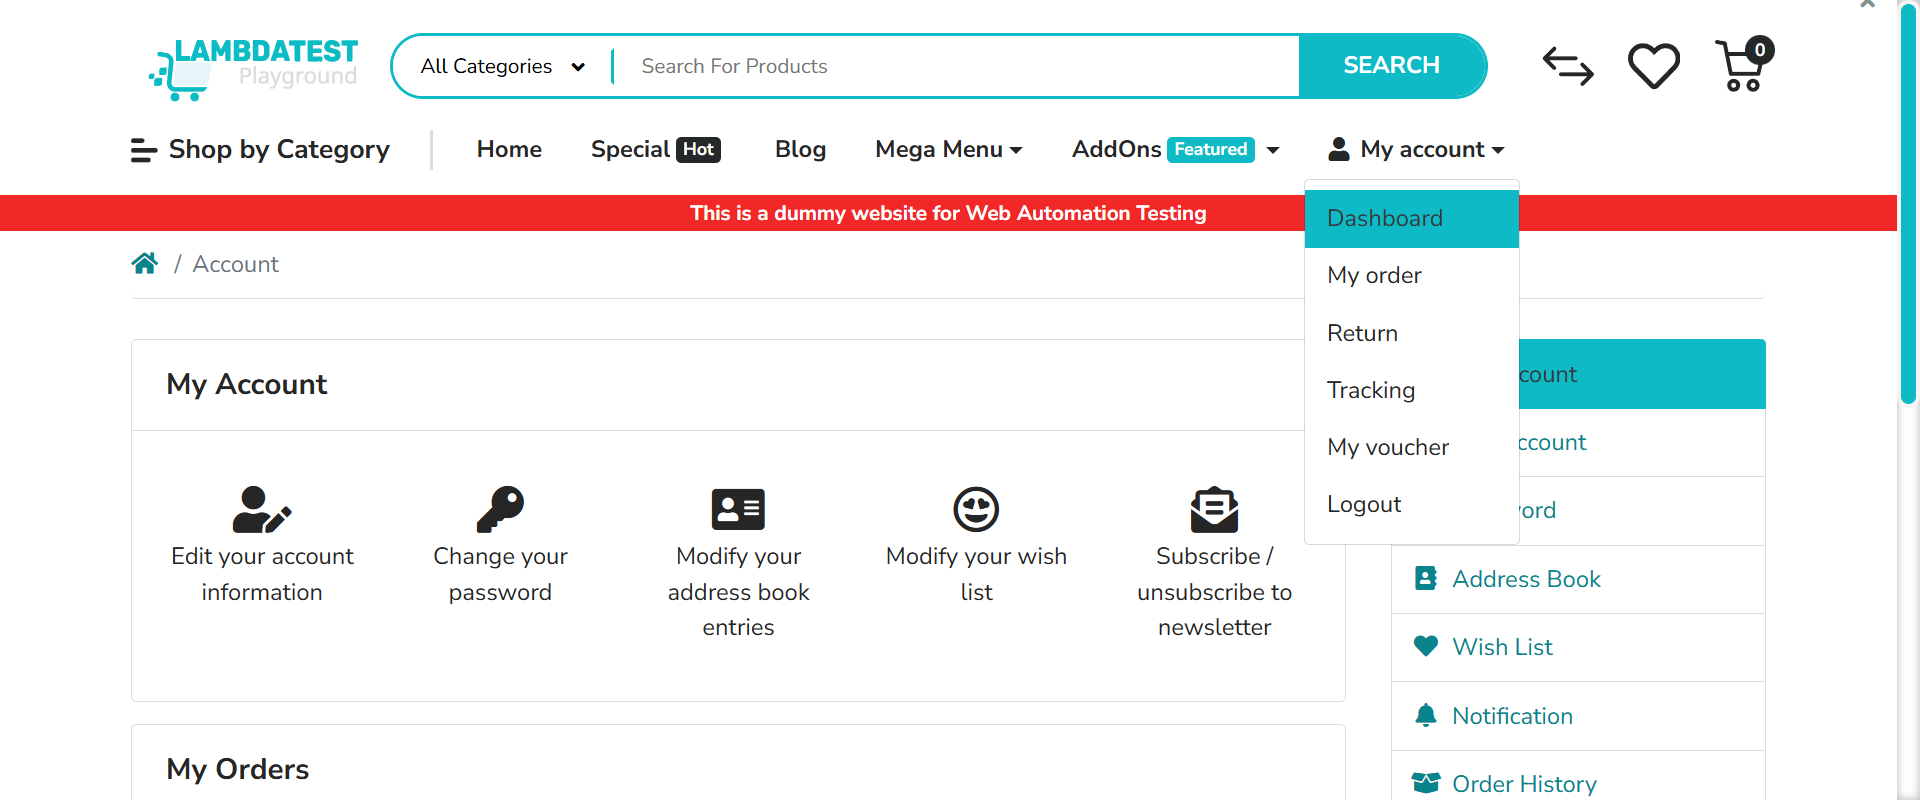 LAMBDATEST
Playground
All Categories
Search For Products
SEARCH
0
Shop by Category
Home
Special Hot
Blog
Mega Menu
AddOns Featured
My account
This is a dummy website for Web Automation Testing
Dashboard
My order
Return
Tracking
My voucher
Logout
/ Account
My Account
Edit your account
information
Change your
password
Modify your
address book
entries
Modify your wish
list
Subscribe /
unsubscribe to
newsletter
My Orders
Address Book
Wish List
Notification
Order History